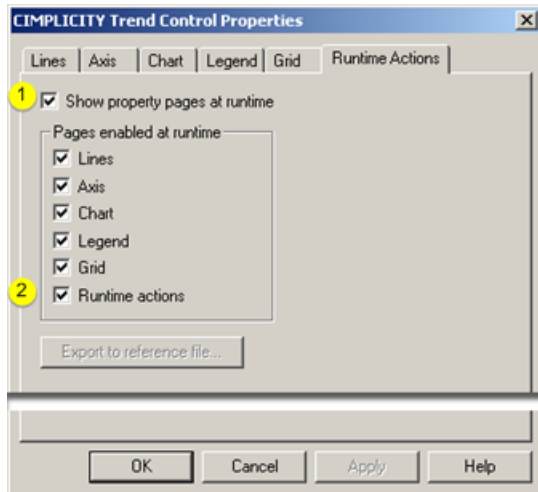 CIMPLICITY Trend Control Properties
Lines Axis Chart Legend Grid Runtime Actions
1 Show property pages at runtime
Pages enabled at runtime
Lines
Axis
Chart
Legend
Grid
2 Runtime actions
Export to reference file...
OK Cancel Apply Help